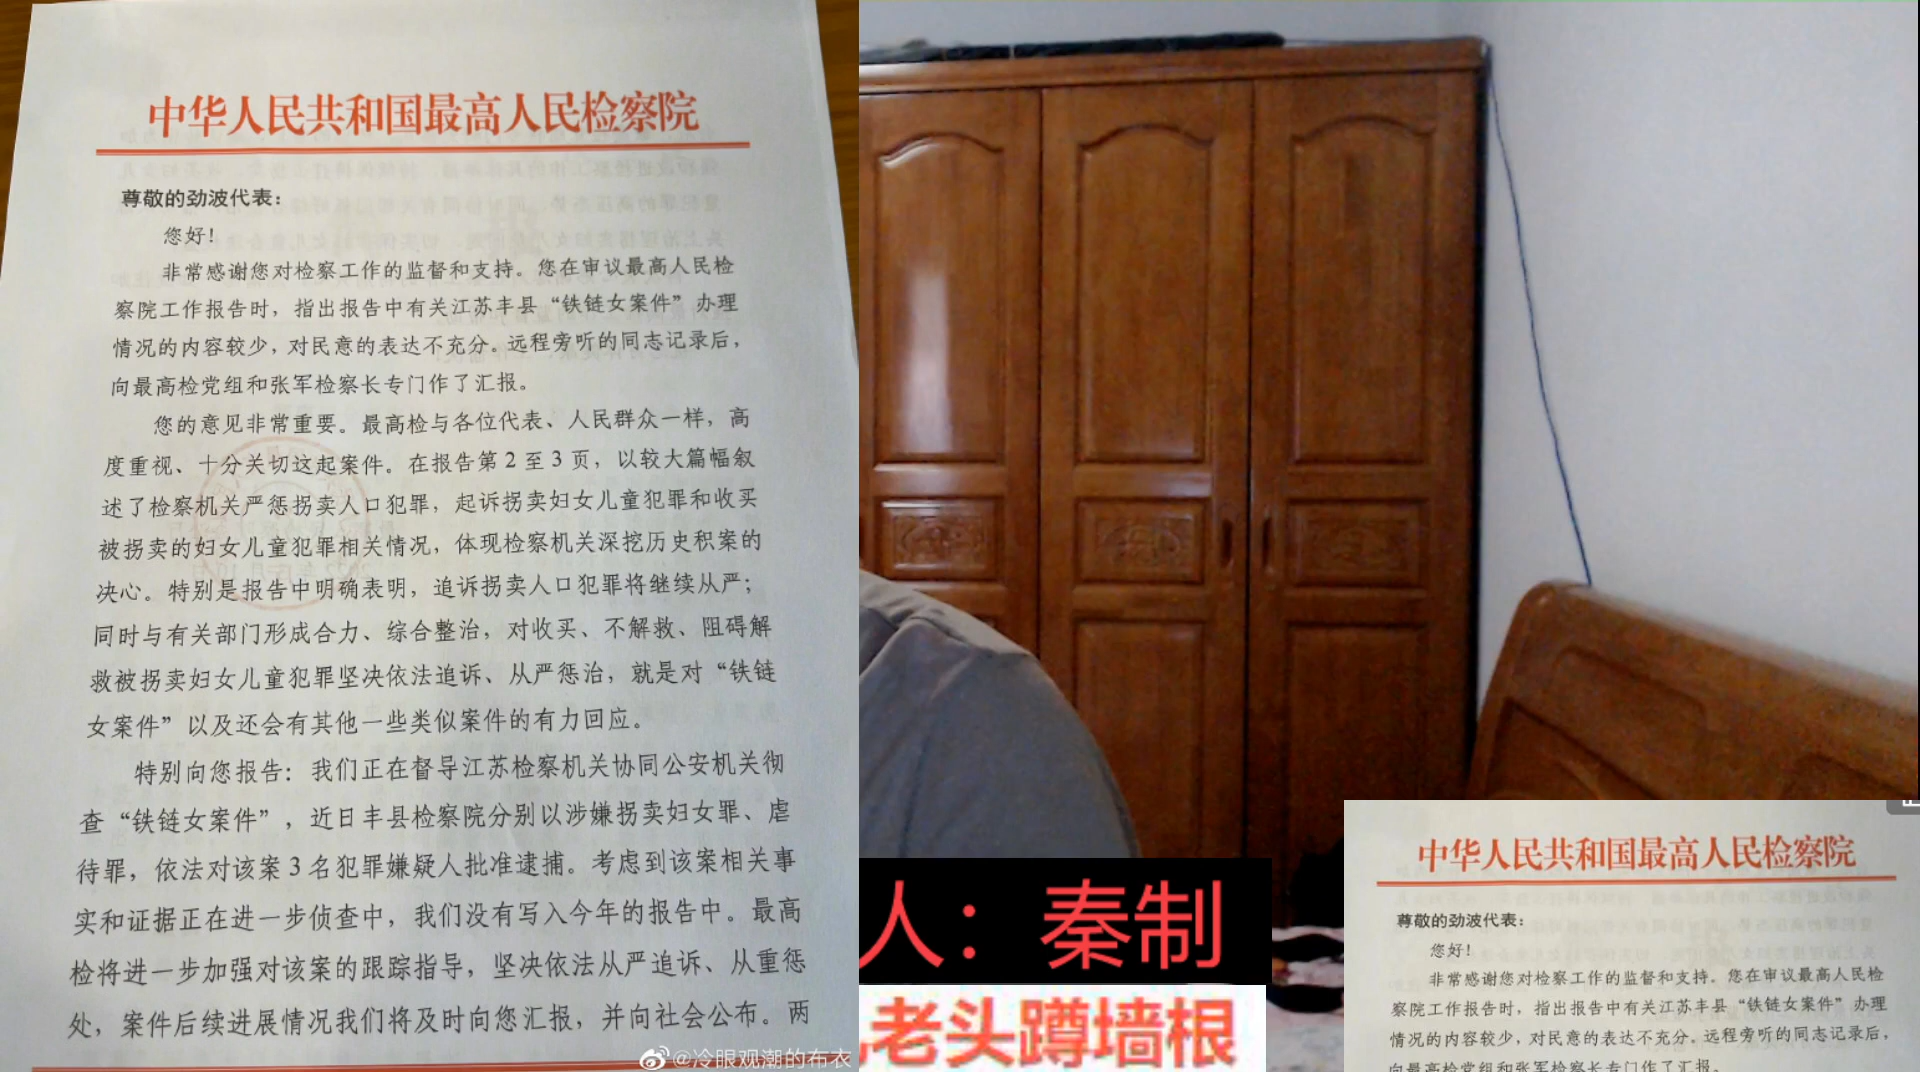 中华人民共和国最高人民检察院
尊敬的劲波代表：
您好！
非常感谢您对检察工作的监督和支持。您在审议最高人民检
察院工作报告时，指出报告中有关江苏丰县“铁链女案件”办理
情况的内容较少，对民意的表达不充分。远程旁听的同志记录后，
向最高检党组和张军检察长专门作了汇报。
您的意见非常重要。最高检与各位代表、人民群众一样，高
度重视、十分关切这起案件。在报告第2至3页，以较大篇幅叙
述了检察机关严惩拐卖人口犯罪，起诉拐卖妇女儿童犯罪和收买
被拐卖的妇女儿童犯罪相关情况，体现检察机关深挖历史积案的
决心。特别是报告中明确表明，追诉拐卖人口犯罪将继续从严；
同时与有关部门形成合力、综合整治，对收买、不解救、阻碍解
救被拐卖妇女儿童犯罪坚决依法追诉、从严惩治，就是对“铁链
女案件”以及还会有其他一些类似案件的有力回应。
特别向您报告：我们正在督导江苏检察机关协同公安机关彻
查“铁链女案件”，近日丰县检察院分别以涉嫌拐卖妇女罪、虐
待罪，依法对该案3名犯罪嫌疑人批准逮捕。考虑到该案相关事
实和证据正在进一步侦查中，我们没有写入今年的报告中。最高
检将进一步加强对该案的跟踪指导，坚决依法从严追诉、从重惩
处，案件后续进展情况我们将及时向您汇报，并向社会公布。两
@冷眼观潮的布衣
人：秦制
老头蹲墙根
中华人民共和国最高人民检察院
尊敬的劲波代表：
您好！
非常感谢您对检察工作的监督和支持。您在审议最高人民检
察院工作报告时，指出报告中有关江苏丰县“铁链女案件”办理
情况的内容较少，对民意的表达不充分。远程旁听的同志记录后，
向最高检党组和张军检察长专门作了汇报。